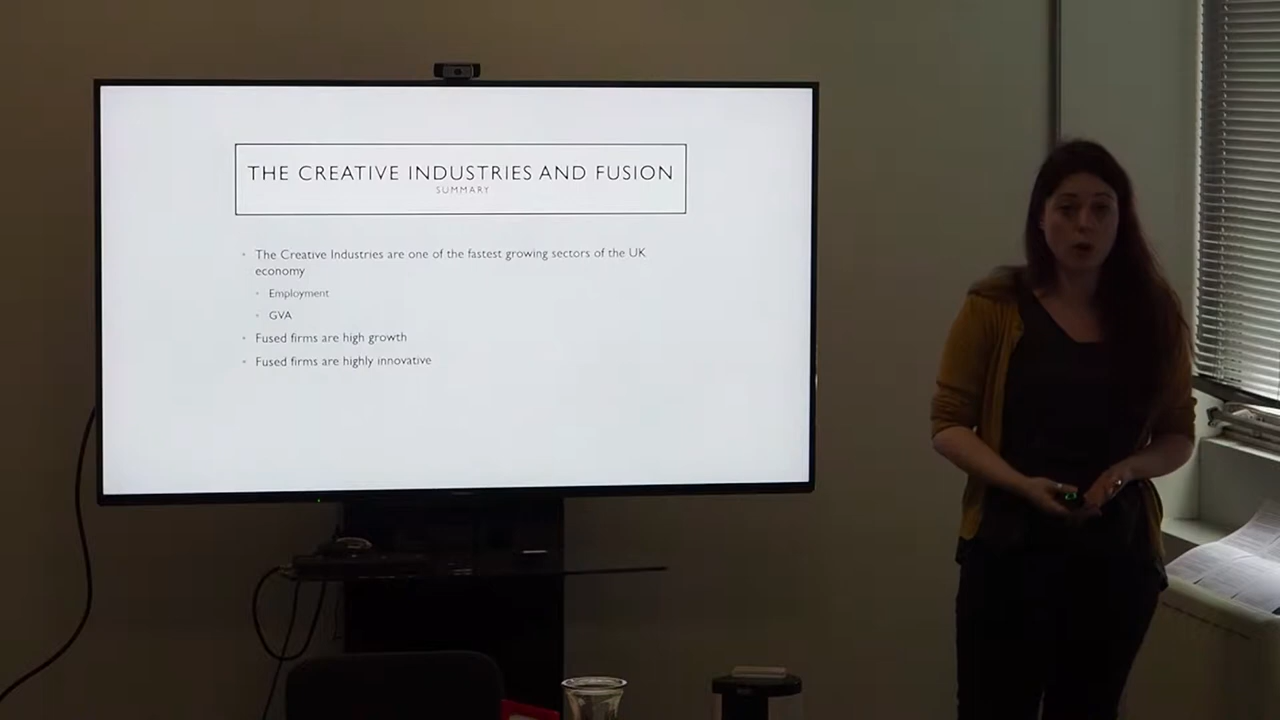 THE CREATIVE INDUSTRIES AND FUSION
SUMMARY
The Creative Industries are one of the fastest growing sectors of the UK
economy
Employment
GVA
Fused firms are high growth
Fused firms are highly innovative